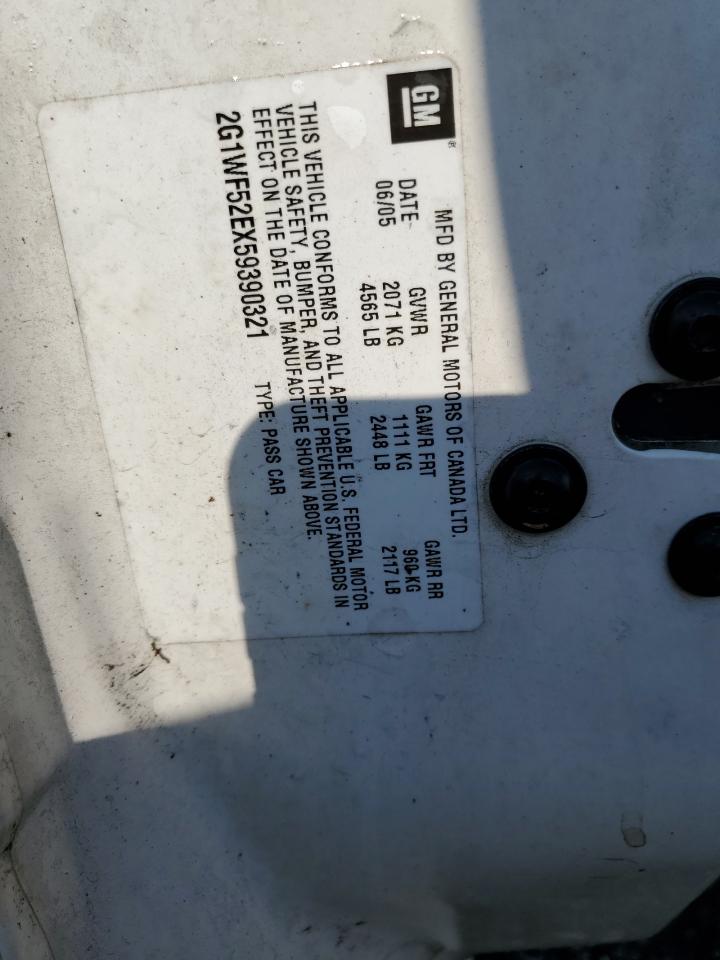 GM®
MFD BY GENERAL MOTORS OF CANADA LTD.
DATE GVWR GAWR FRT GAWR RR
06/05 2071 KG 1111 KG 960 KG
4565 LB 2448 LB 2117 LB
THIS VEHICLE CONFORMS TO ALL APPLICABLE U.S. FEDERAL MOTOR
VEHICLE SAFETY, BUMPER, AND THEFT PREVENTION STANDARDS IN
EFFECT ON THE DATE OF MANUFACTURE SHOWN ABOVE.
2G1WF52EX59390321 TYPE: PASS CAR